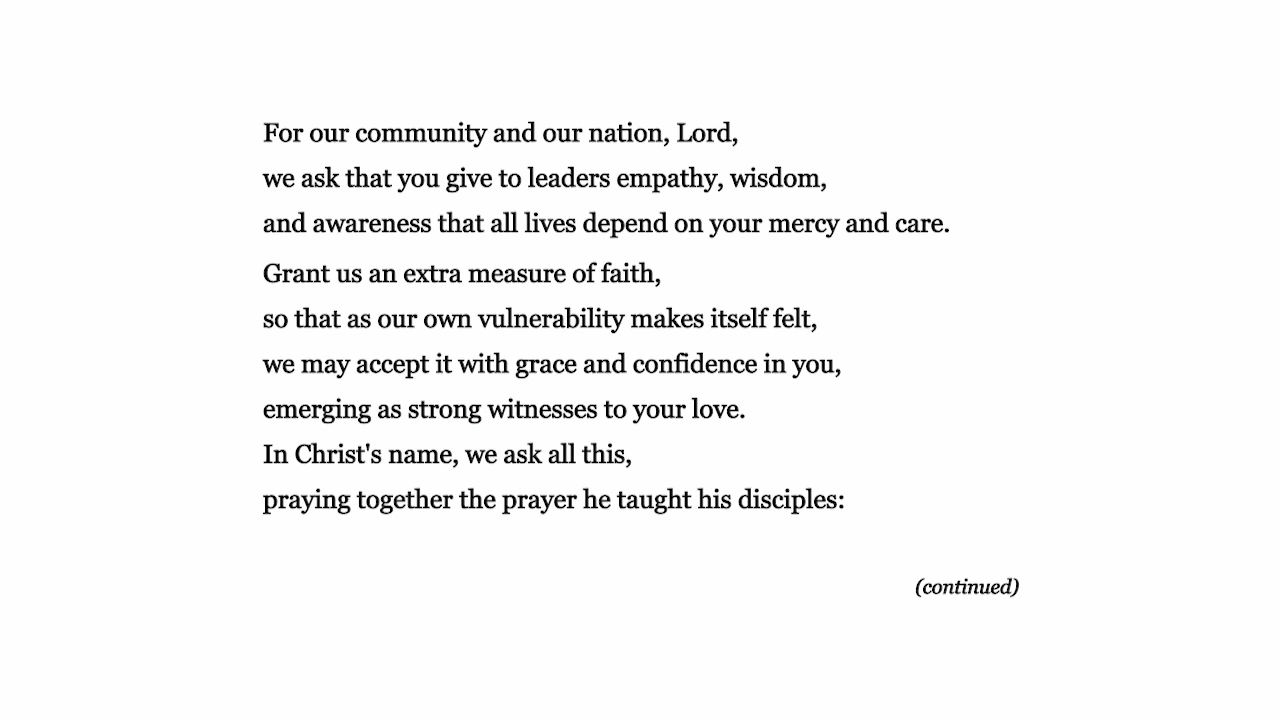 For our community and our nation, Lord,
we ask that you give to leaders empathy, wisdom,
and awareness that all lives depend on your mercy and care.
Grant us an extra measure of faith,
so that as our own vulnerability makes itself felt,
we may accept it with grace and confidence in you,
emerging as strong witnesses to your love.
In Christ's name, we ask all this,
praying together the prayer he taught his disciples:
(continued)